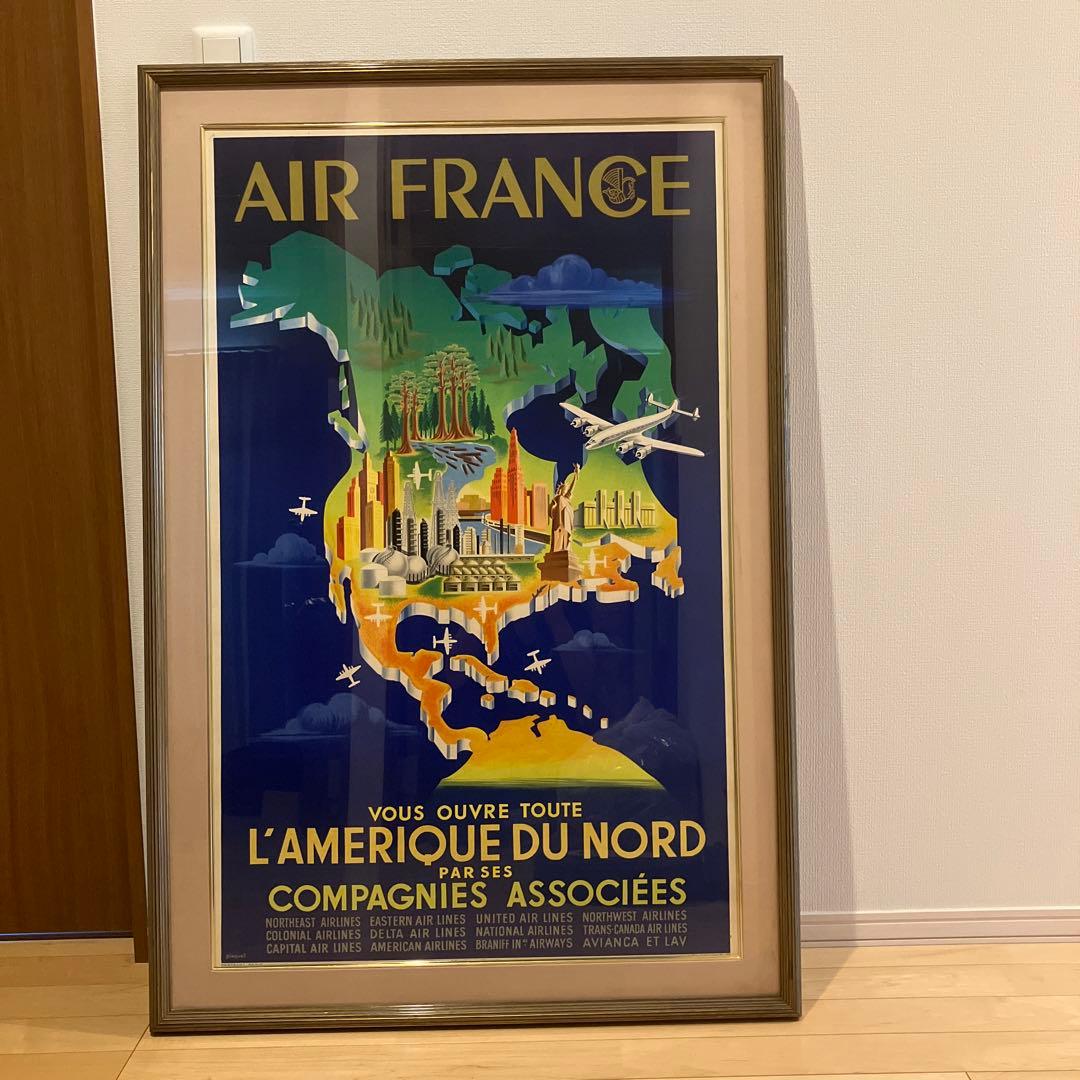 AIR FRANCE
VOUS OUVRE TOUTE
L'AMERIQUE DU NORD
PAR SES
COMPAGNIES ASSOCIÉES
NORTHEAST AIRLINES EASTERN AIR LINES UNITED AIR LINES NORTHWEST AIRLINES
COLONIAL AIRLINES DELTA AIR LINES NATIONAL AIRLINES TRANS-CANADA AIR LINES
CAPITAL AIR LINES AMERICAN AIRLINES BRANIFF INAL AIRWAYS AVIANCA ET LAV